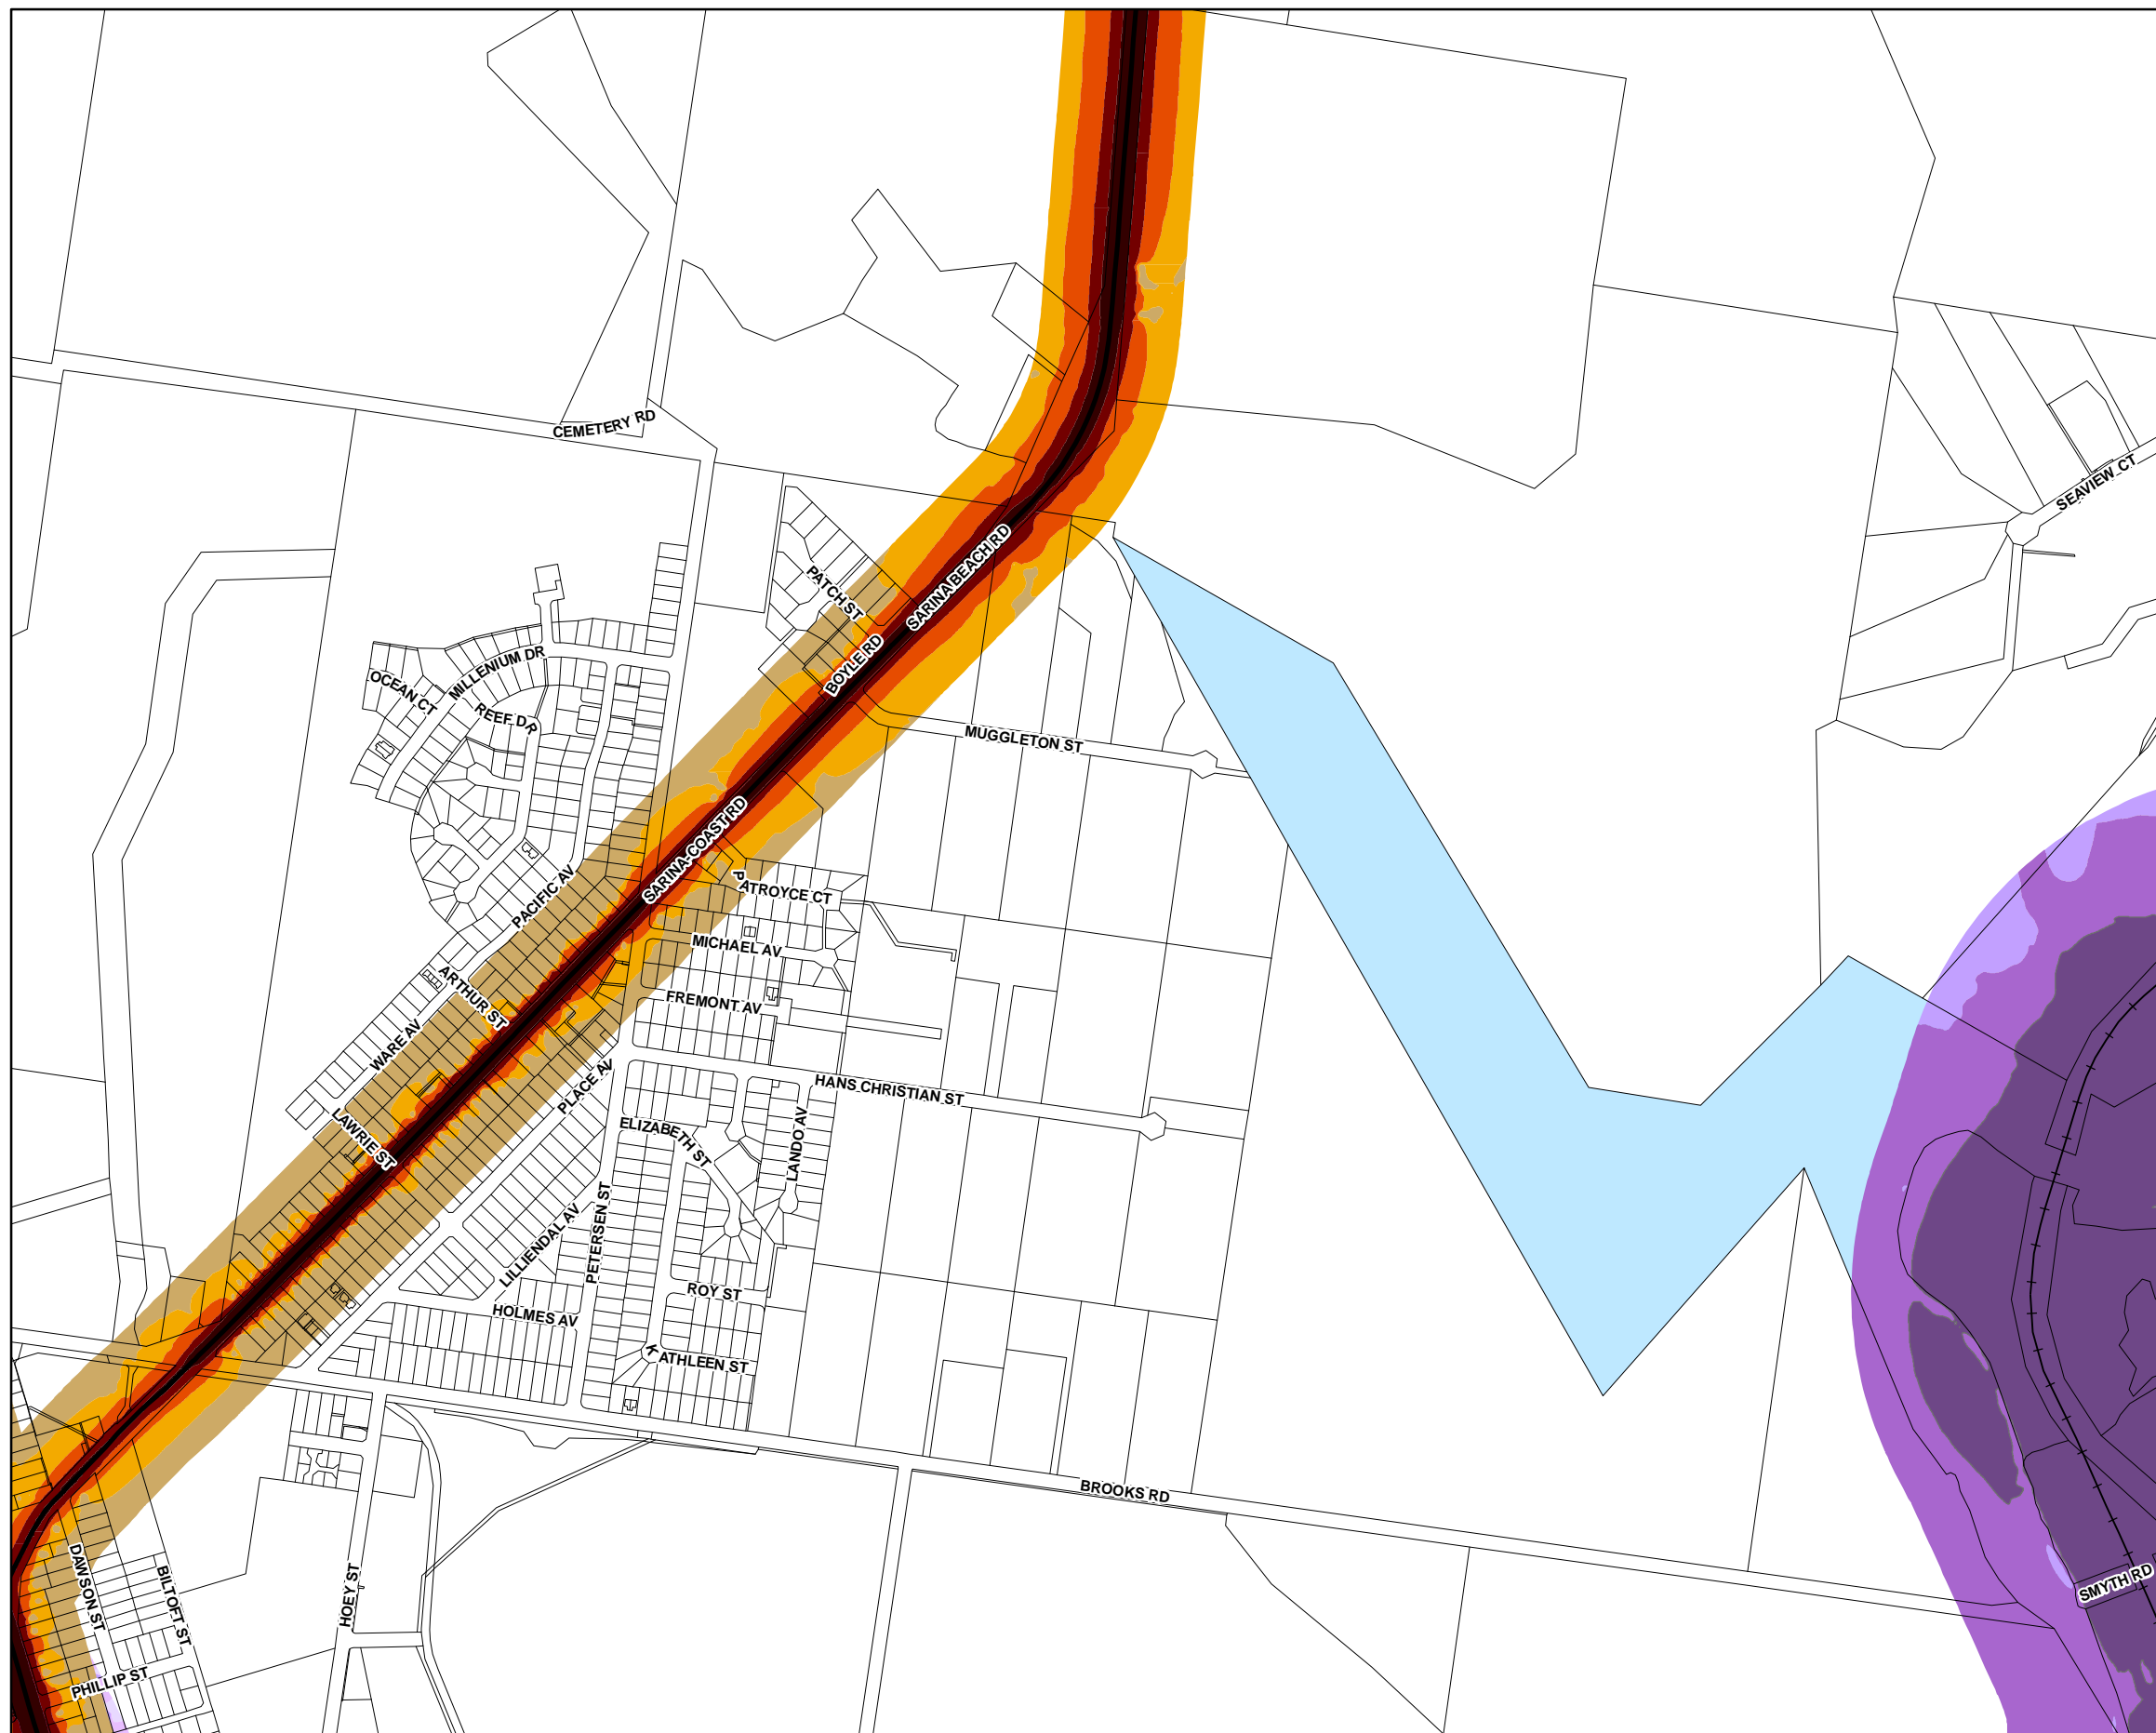 CEMETERY RD
SEAVIEW CT
SARINA BEACH RD
PATCH ST
BOYLE RD
MILLENIUM DR
OCEAN CT
REEF DR
MUGGLETON ST
SARINA-COAST RD
PATROYCE CT
PACIFIC AV
MICHAEL AV
ARTHUR ST
FREMONT AV
WARE AV
PLACE AV
HANS CHRISTIAN ST
LAWRIE ST
ELIZABETH ST
LANDO AV
PETERSEN ST
LILLIENDAL AV
ROY ST
HOLMES AV
KATHLEEN ST
BROOKS RD
DAWSON ST
BILTOFT ST
HOEY ST
SMYTH RD
PHILLIP ST